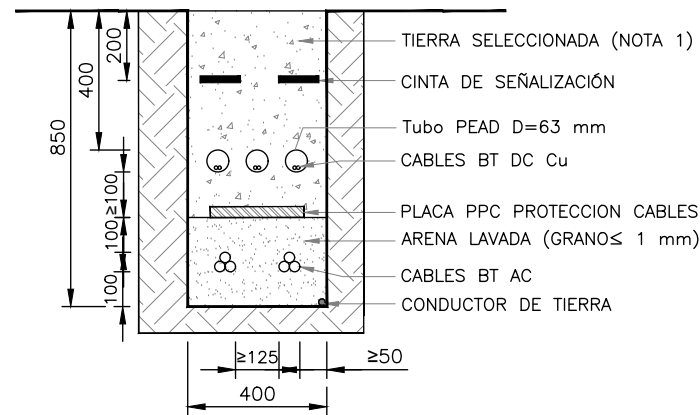 TIERRA SELECCIONADA (NOTA 1)
CINTA DE SEÑALIZACIÓN
Tubo PEAD D=63 mm
CABLES BT DC Cu
PLACA PPC PROTECCION CABLES
ARENA LAVADA (GRANO≤ 1 mm)
CABLES BT AC
CONDUCTOR DE TIERRA
850
400
200
≥100
100
100
≥125
≥50
400